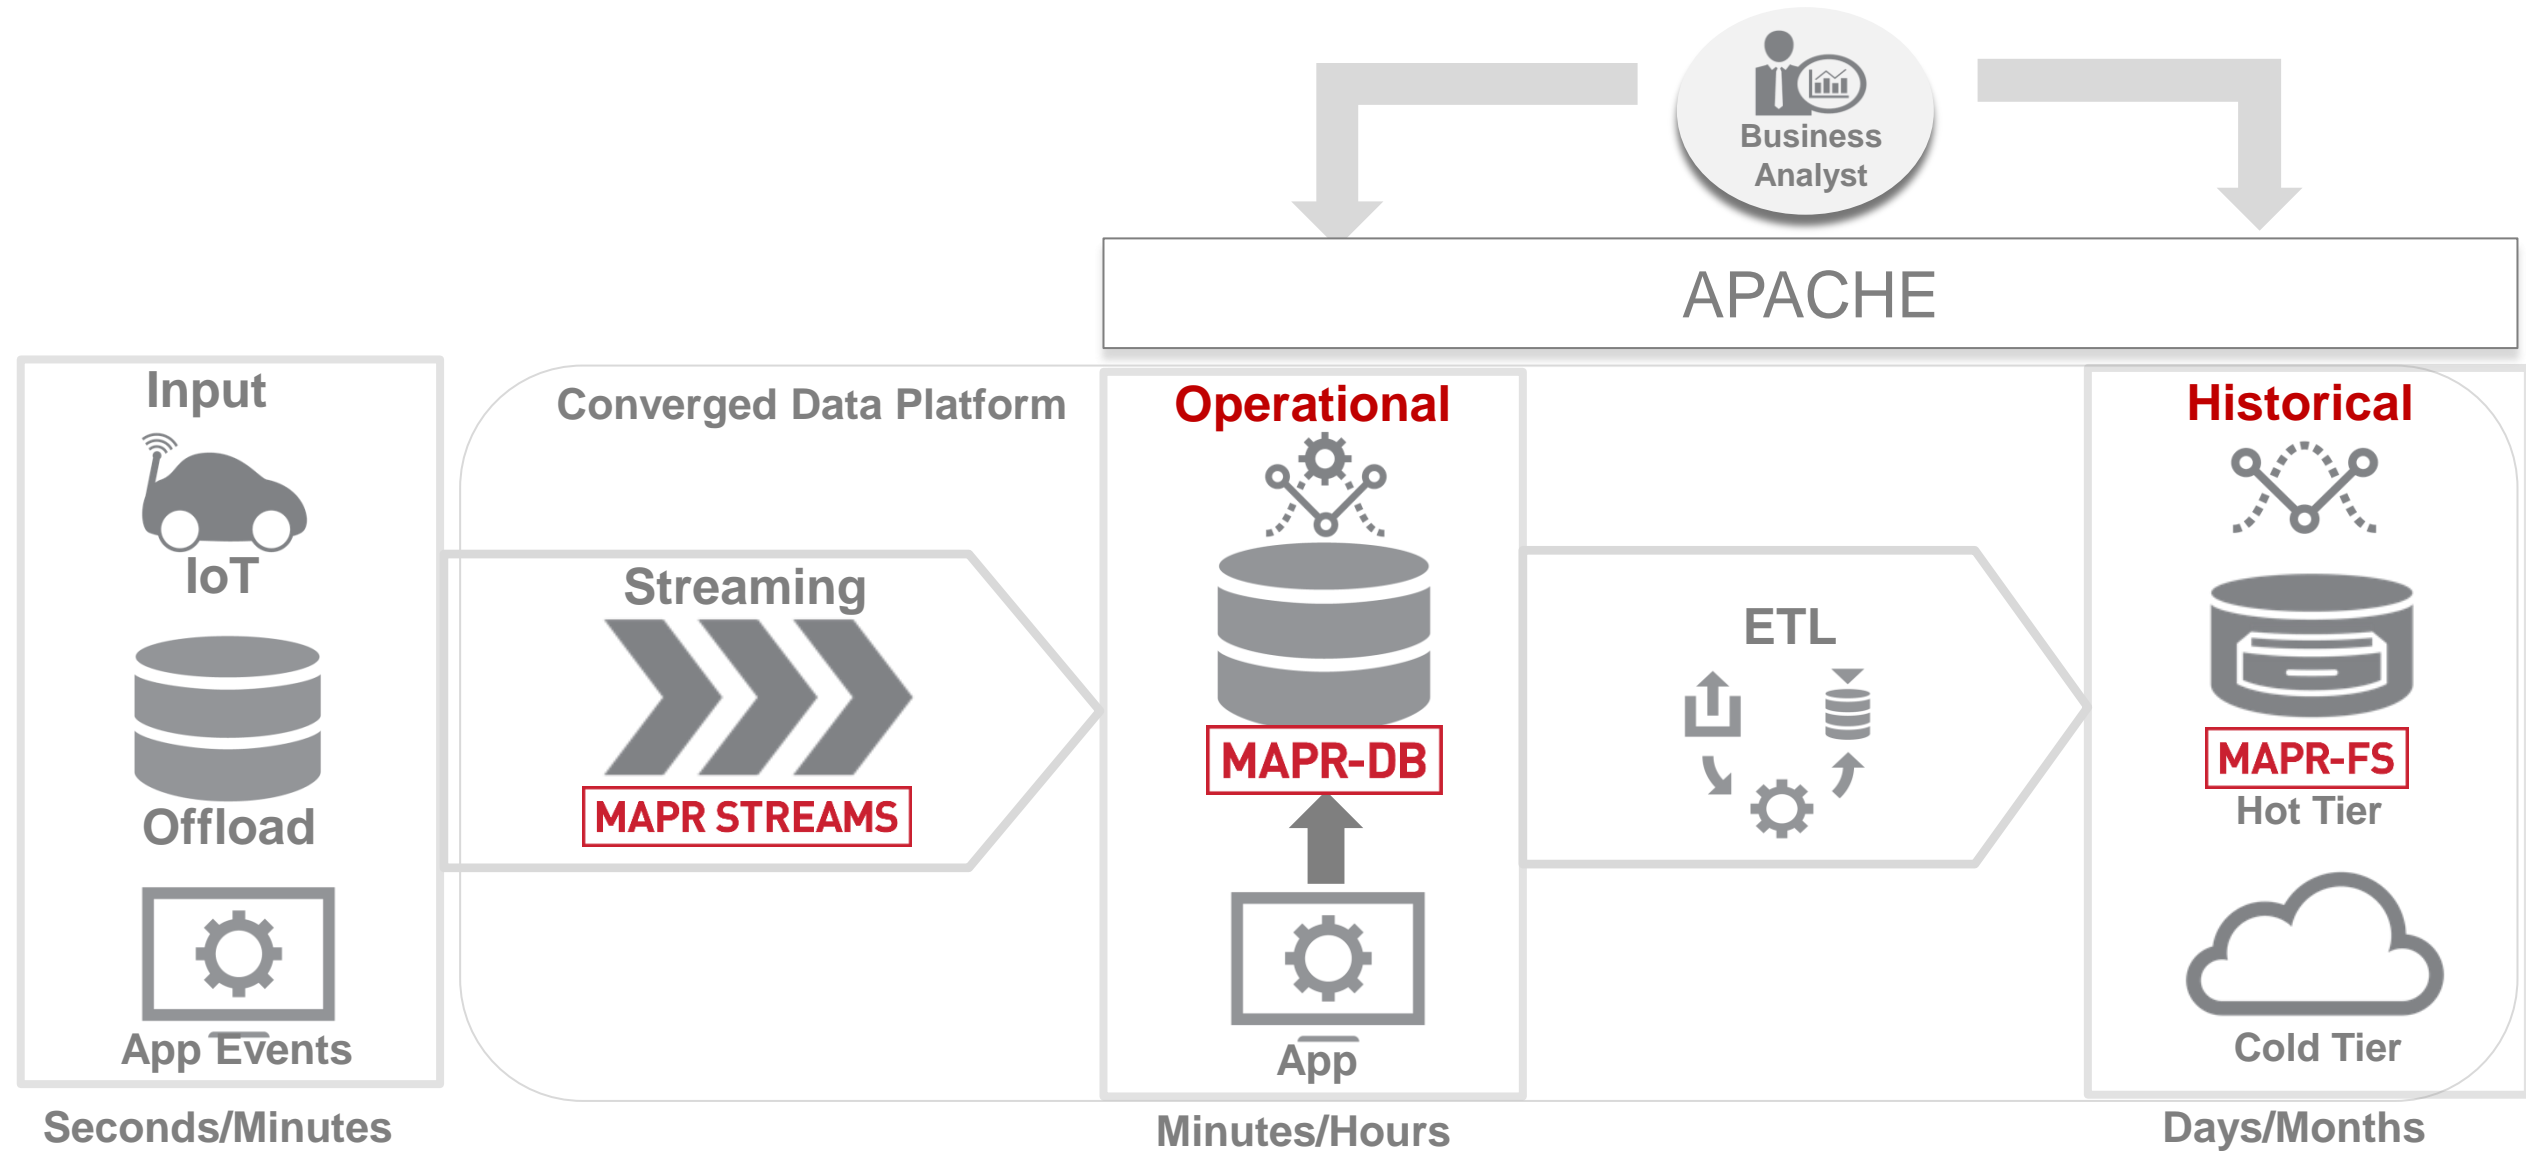 Business
Analyst
APACHE
Input
IoT
Offload
App Events
Seconds/Minutes
Converged Data Platform
Streaming
MAPR STREAMS
Operational
MAPR-DB
App
Minutes/Hours
ETL
Historical
MAPR-FS
Hot Tier
Cold Tier
Days/Months